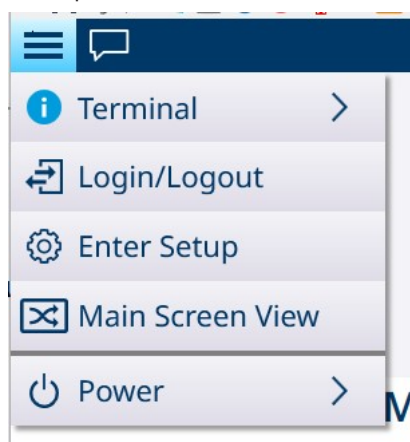 Terminal
Login/Logout
Enter Setup
Main Screen View
Power
M